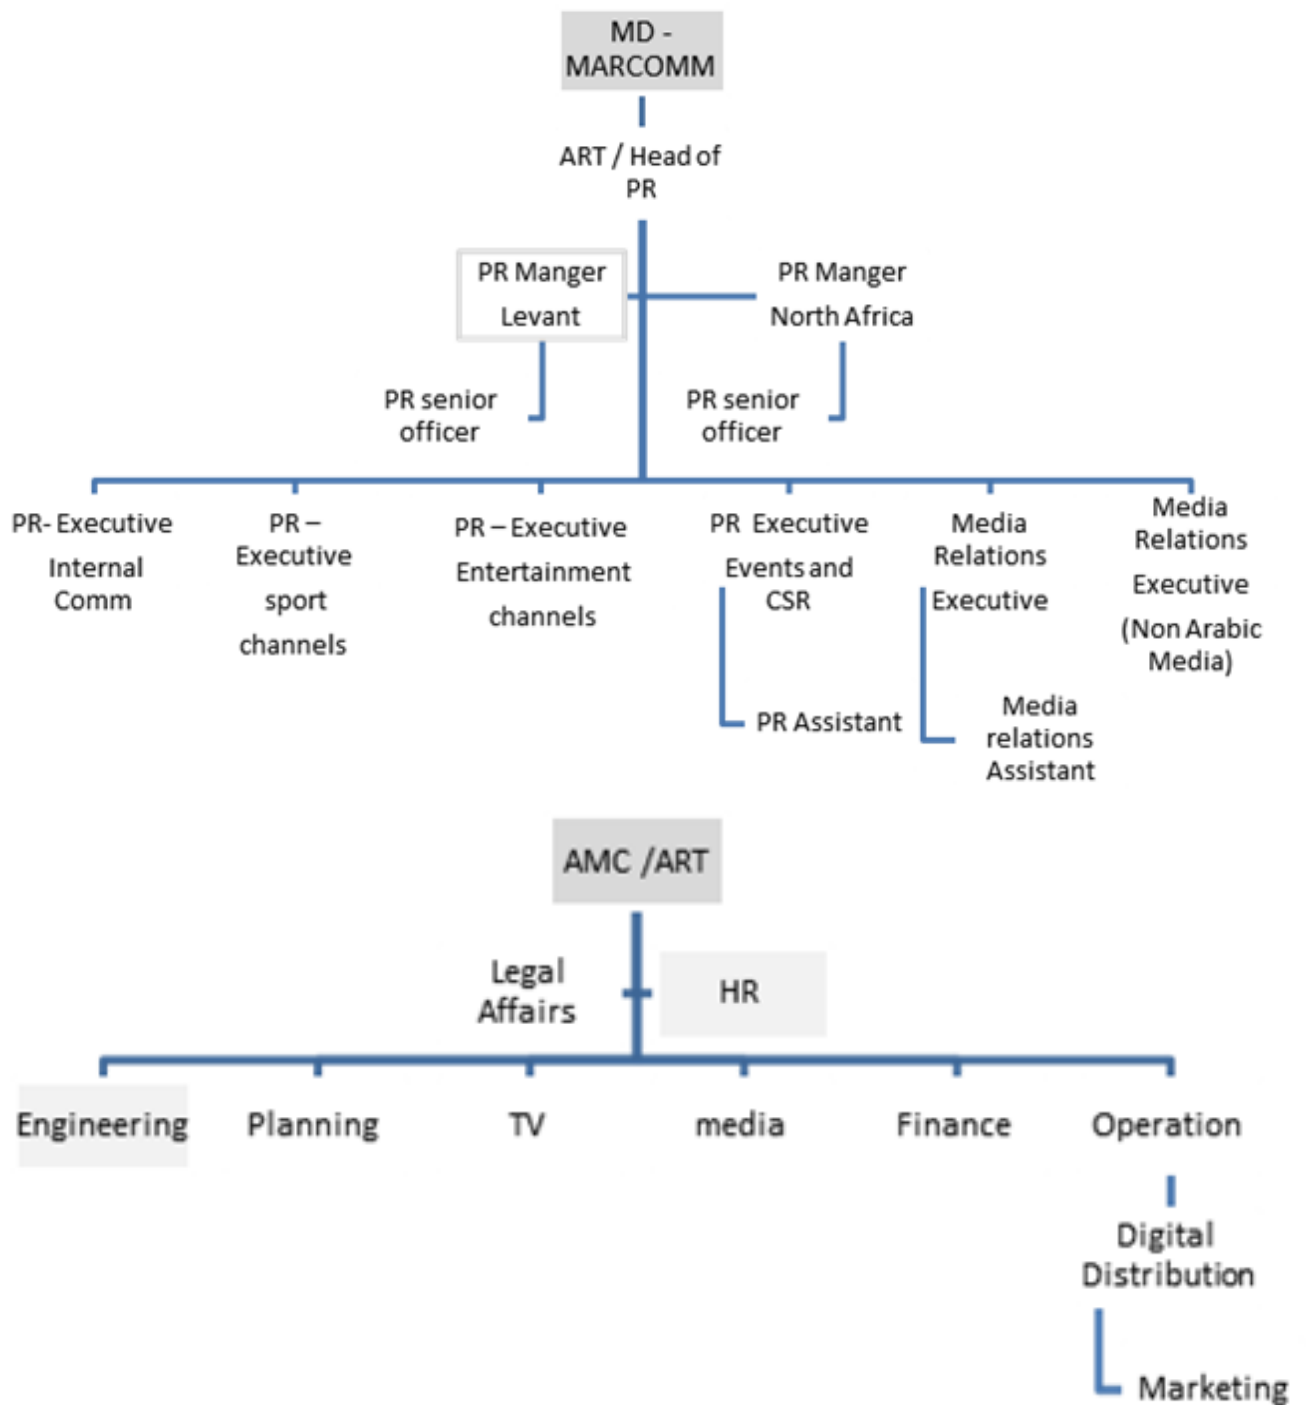 MD -
MARCOMM
ART / Head of
PR
PR Manger
Levant
PR Manger
North Africa
PR senior
officer
PR senior
officer
PR- Executive
Internal
Comm
PR –
Executive
sport
channels
PR – Executive
Entertainment
channels
PR Executive
Events and
CSR
Media
Relations
Executive
Media
Relations
Executive
(Non Arabic
Media)
PR Assistant
Media
relations
Assistant
AMC /ART
Legal
Affairs
HR
Engineering
Planning
TV
media
Finance
Operation
Digital
Distribution
Marketing